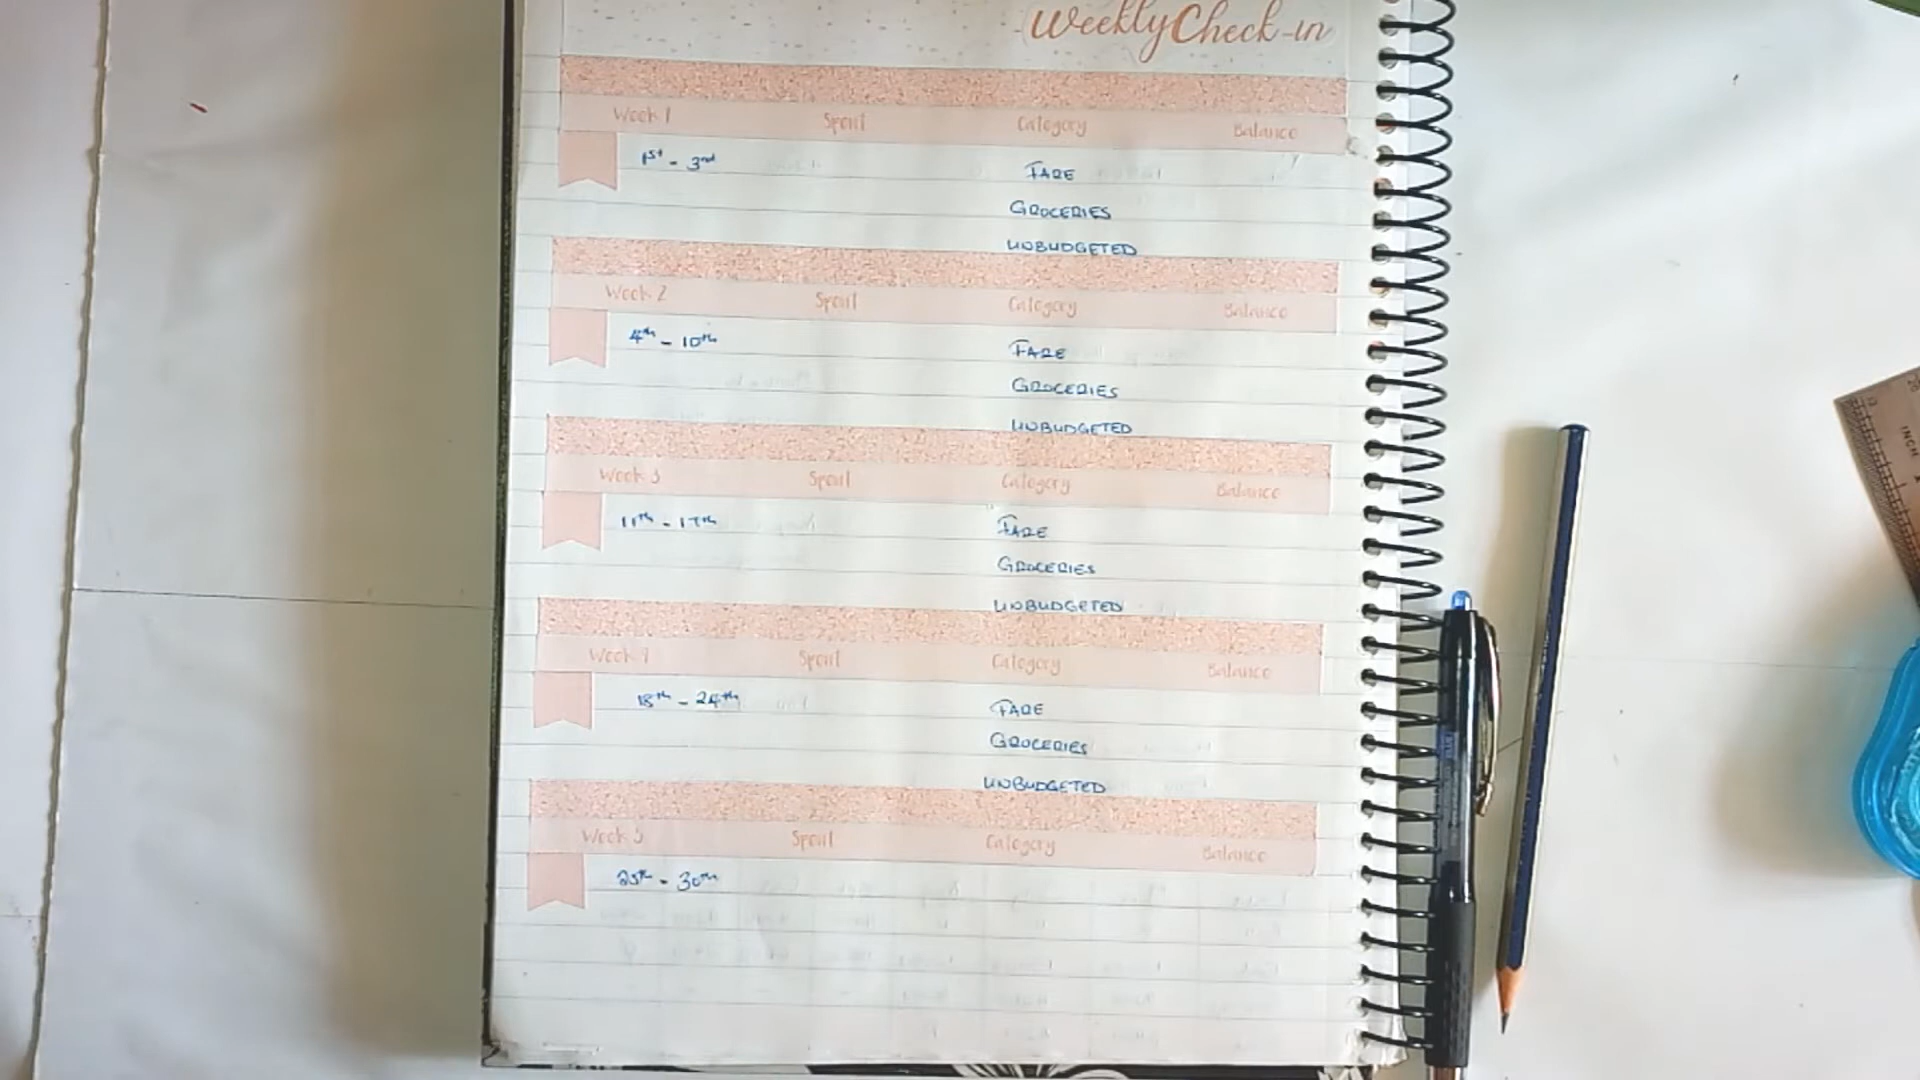 Weekly Check-in
Week 1 Spent Category Balance
1st - 3rd FARE
GROCERIES
UNBUDGETED
Week 2 Spent Category Balance
4th - 10th FARE
GROCERIES
UNBUDGETED
Week 3 Spent Category Balance
11th - 17th FARE
GROCERIES
UNBUDGETED
Week 4 Spent Category Balance
18th - 24th FARE
GROCERIES
UNBUDGETED
Week 5 Spent Category Balance
25th - 30th
INCH